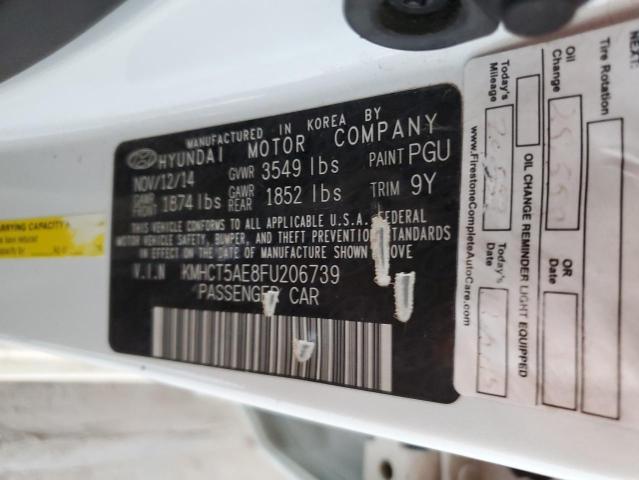 MANUFACTURED IN KOREA BY
HYUNDAI MOTOR COMPANY
NOV/12/14 GVWR 3549 lbs PAINT PGU
GAWR FRONT 1874 lbs GAWR REAR 1852 lbs TRIM 9Y
THIS VEHICLE CONFORMS TO ALL APPLICABLE U.S.A. FEDERAL
MOTOR VEHICLE SAFETY, BUMPER, AND THEFT PREVENTION STANDARDS
IN EFFECT ON THE DATE OF MANUFACTURE SHOWN ABOVE
V.I.N KMHCT5AE8FU206739
PASSENGER CAR
ARRYING CAPACITY
NEXT:
Tire Rotation
Oil Change
OR
OIL CHANGE REMINDER LIGHT EQUIPPED
Today's Mileage
Today's Date
www.FirestoneCompleteAutoCare.com